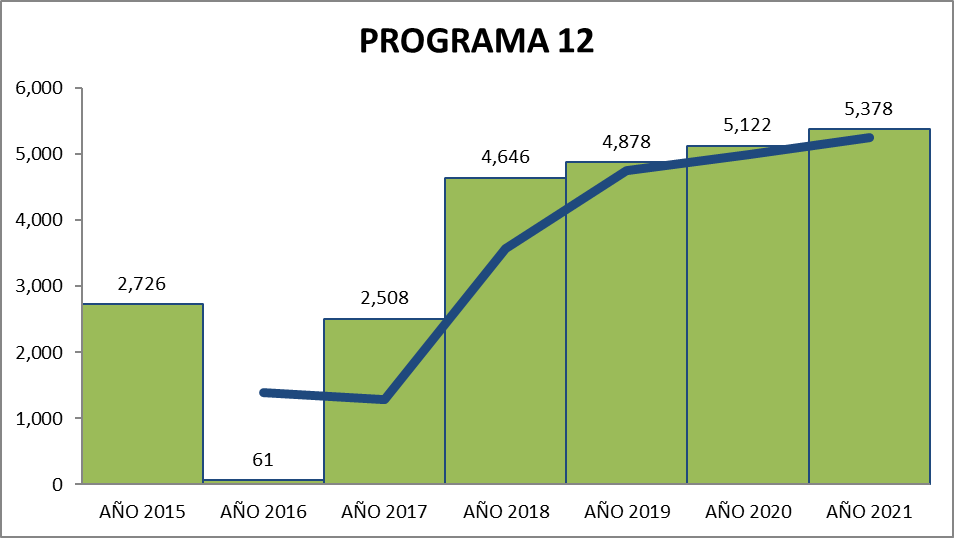 PROGRAMA 12
6,000
5,000
4,000
3,000
2,000
1,000
0
2,726
61
2,508
4,646
4,878
5,122
5,378
AÑO 2015
AÑO 2016
AÑO 2017
AÑO 2018
AÑO 2019
AÑO 2020
AÑO 2021